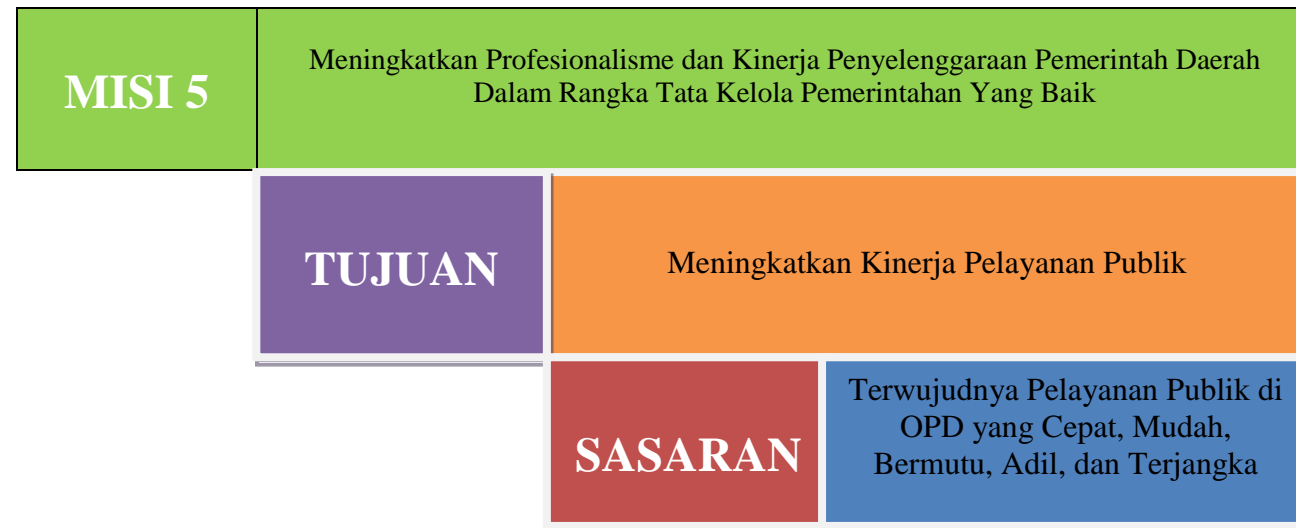 MISI 5
Meningkatkan Profesionalisme dan Kinerja Penyelenggaraan Pemerintah Daerah
Dalam Rangka Tata Kelola Pemerintahan Yang Baik
TUJUAN
Meningkatkan Kinerja Pelayanan Publik
SASARAN
Terwujudnya Pelayanan Publik di
OPD yang Cepat, Mudah,
Bermutu, Adil, dan Terjangka